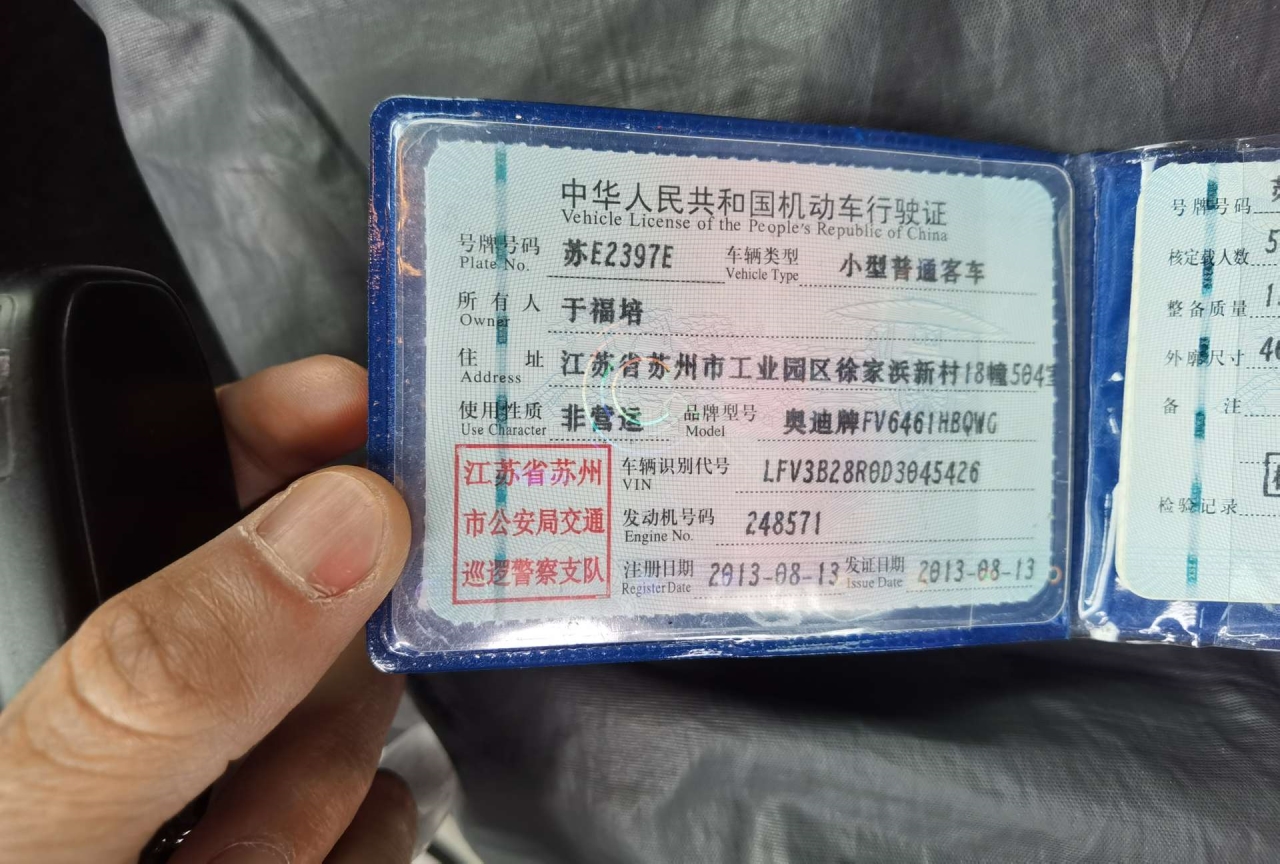 中华人民共和国机动车行驶证
Vehicle License of the People's Republic of China
号牌号码 苏E2397E 车辆类型 小型普通客车
Plate No. Vehicle Type
所有人 于福培
Owner
住址 江苏省苏州市工业园区徐家浜新村18幢504室
Address
使用性质 非营运 品牌型号 奥迪牌FV6461HBQWG
Use Character Model
江苏省苏州
市公安局交通
巡逻警察支队
车辆识别代号 LFV3B28R0D3045426
VIN
发动机号码 248571
Engine No.
注册日期 2013-08-13 发证日期 2013-08-13
Register Date Issue Date
号牌号码
核定载人数 5
整备质量 1
外廓尺寸 4
备注
检验记录